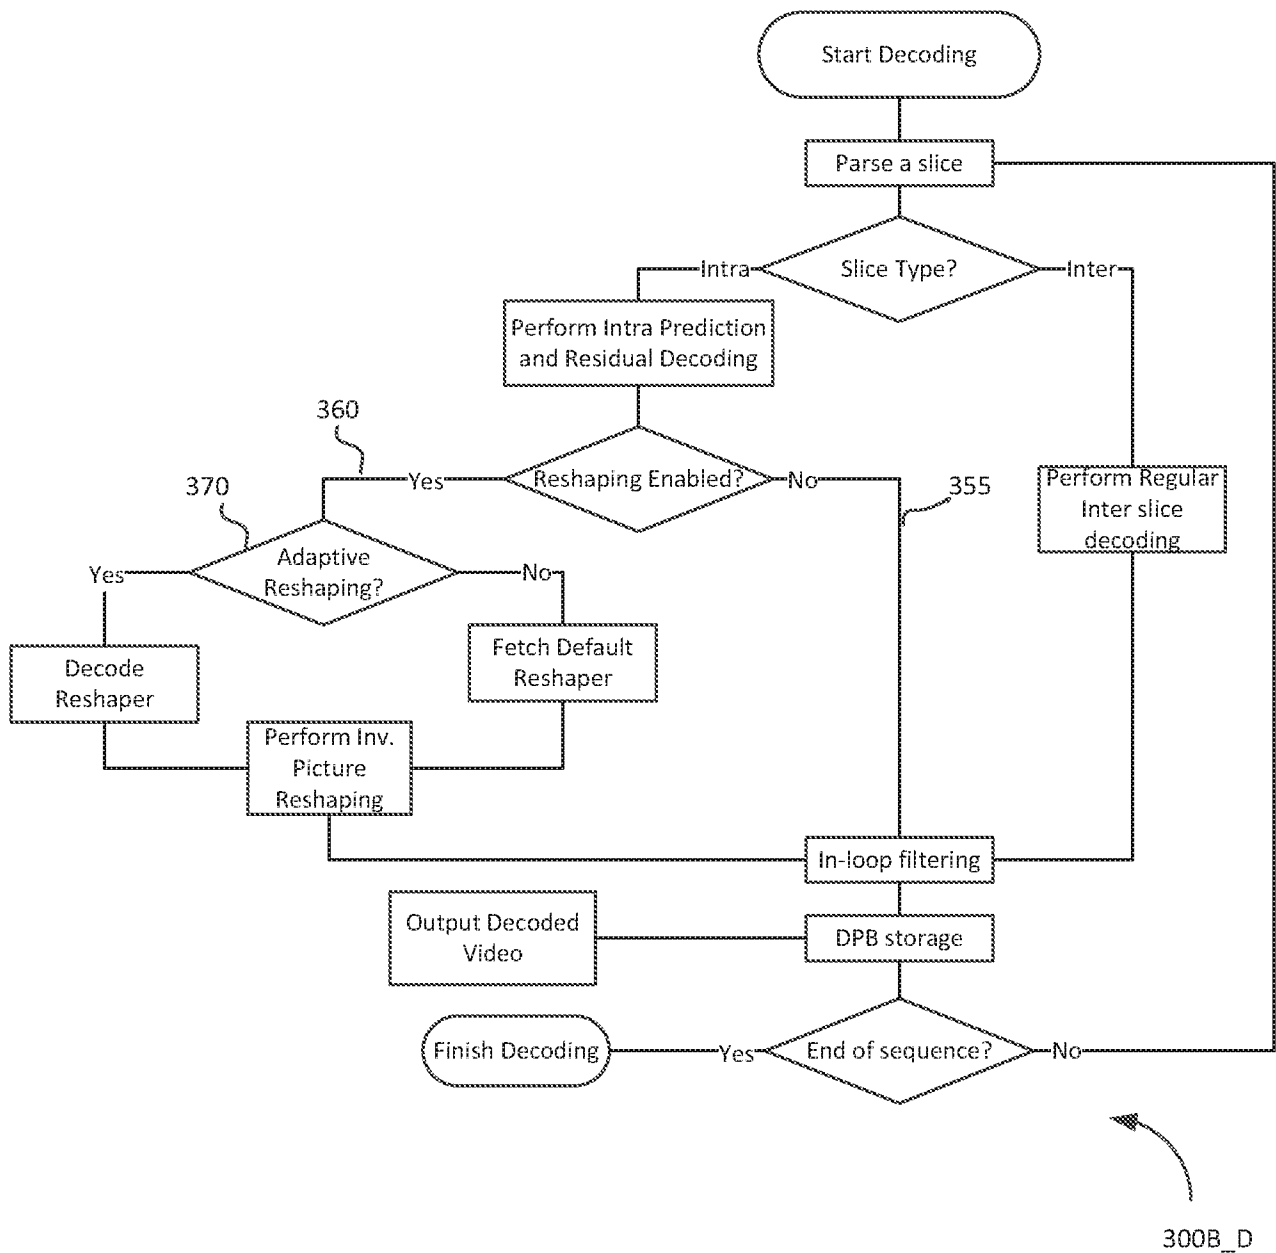 Start Decoding
Parse a slice
Slice Type?
Intra
Inter
Perform Intra Prediction
and Residual Decoding
360
Reshaping Enabled?
Yes
No
355
Perform Regular
Inter slice
decoding
370
Adaptive
Reshaping?
Yes
No
Decode
Reshaper
Fetch Default
Reshaper
Perform Inv.
Picture
Reshaping
In-loop filtering
Output Decoded
Video
DPB storage
Finish Decoding
Yes
End of sequence?
No
300B_D